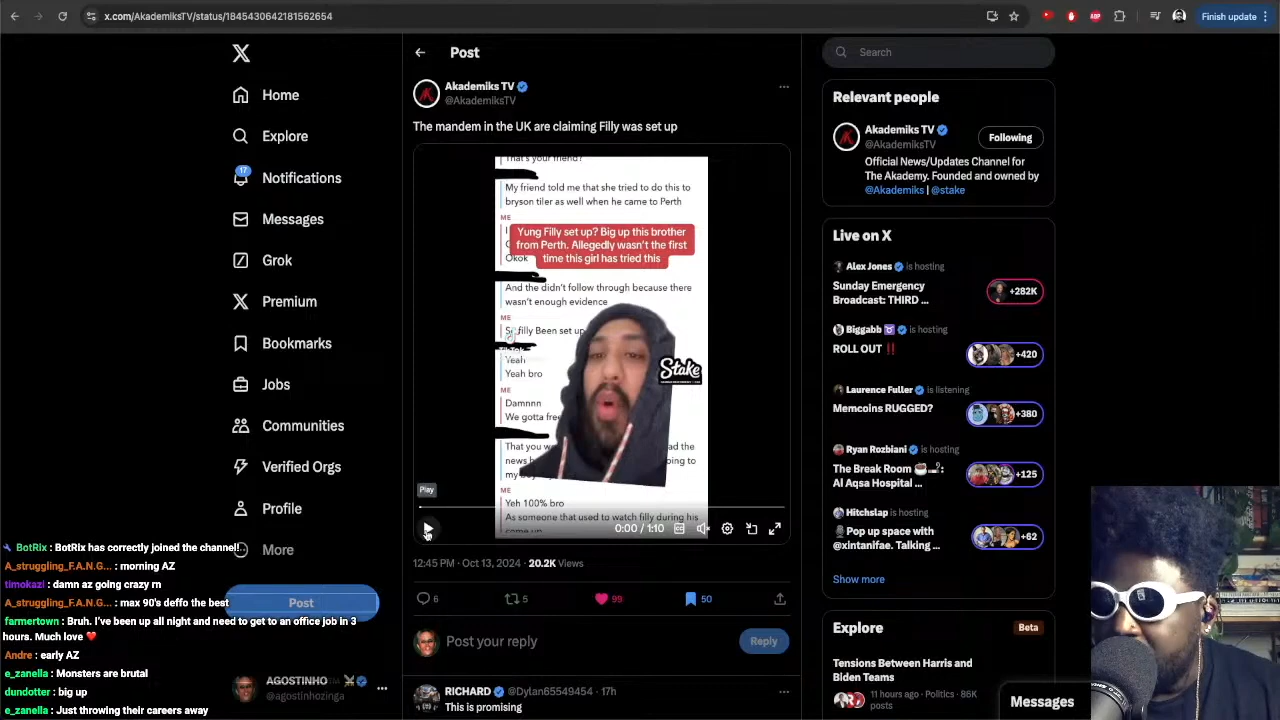 x.com/AkademiksTV/status/1845430642181562654
Finish update
Home
Explore
17
Notifications
Messages
Grok
Premium
Bookmarks
Jobs
Communities
Verified Orgs
Profile
More
Post
AGOSTINHO
@agostinhozinga
BotRix : BotRix has correctly joined the channel!
A_struggling_F.A.N.G... : morning AZ
timokazi : damn az going crazy rn
A_struggling_F.A.N.G... : max 90's deffo the best
farmertown : Bruh. I've been up all night and need to get to an office job in 3
hours. Much love
Andre : early AZ
e_zanella : Monsters are brutal
dundotter : big up
e_zanella : Just throwing their careers away
Post
Akademiks TV
@AkademiksTV
The mandem in the UK are claiming Filly was set up
That's your friend?
My friend told me that she tried to do this to
bryson tiler as well when he came to Perth
ME
Yung Filly set up? Big up this brother
from Perth. Allegedly wasn't the first
time this girl has tried this
Okok
And the didn't follow through because there
wasn't enough evidence
ME
So filly Been set up
Yeah
Yeah bro
ME
Damnnn
We gotta free
Stake
That you w
ad the
news b
oing to
my
ME
Yeh 100% bro
As someone that used to watch filly during his
come up
Play
0:00 / 1:10
12:45 PM · Oct 13, 2024 · 20.2K Views
6
5
99
50
Post your reply
Reply
RICHARD @Dylan65549454 · 17h
This is promising
Search
Relevant people
Akademiks TV
@AkademiksTV
Following
Official News/Updates Channel for
The Akademy. Founded and owned by
@Akademiks | @stake
Live on X
Alex Jones is hosting
Sunday Emergency
Broadcast: THIRD ...
+282K
Biggabb is hosting
ROLL OUT ‼️
+420
Laurence Fuller is listening
Memcoins RUGGED?
+380
Ryan Rozbiani is hosting
The Break Room
Al Aqsa Hospital ...
+125
Hitchslap is hosting
Pop up space with
@xintanifae. Talking ...
+62
Show more
Explore
Beta
Tensions Between Harris and
Biden Teams
11 hours ago · Politics · 86K
posts
Messages